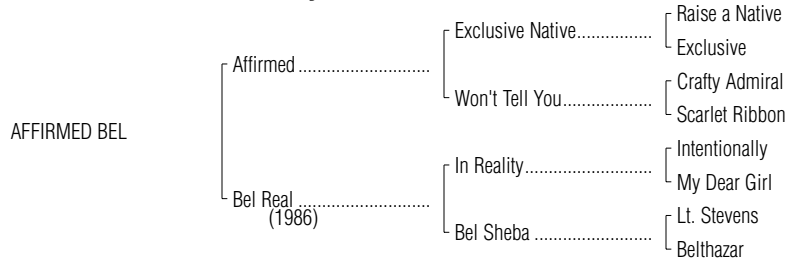 Raise a Native
Exclusive Native.................
Exclusive
Affirmed ............................
Crafty Admiral
Won't Tell You....................
Scarlet Ribbon
AFFIRMED BEL
Intentionally
In Reality............................
My Dear Girl
Bel Real ............................
(1986)
Lt. Stevens
Bel Sheba .........................
Belthazar